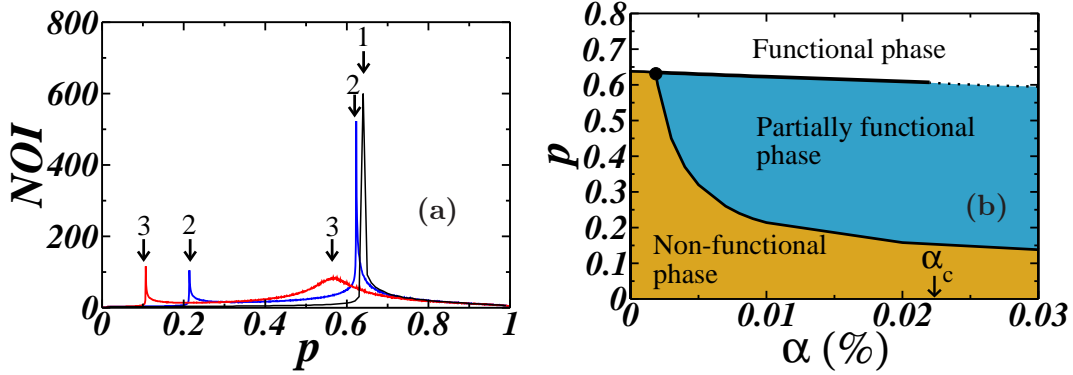 800
600
400
200
0
NOI
1
2
3
2
3
(a)
0
0.2
0.4
0.6
0.8
1
p
0.8
0.7
0.6
0.5
0.4
0.3
0.2
0.1
0
p
Functional phase
Partially functional
phase
(b)
Non-functional
phase
αc
0
0.01
0.02
0.03
α (%)